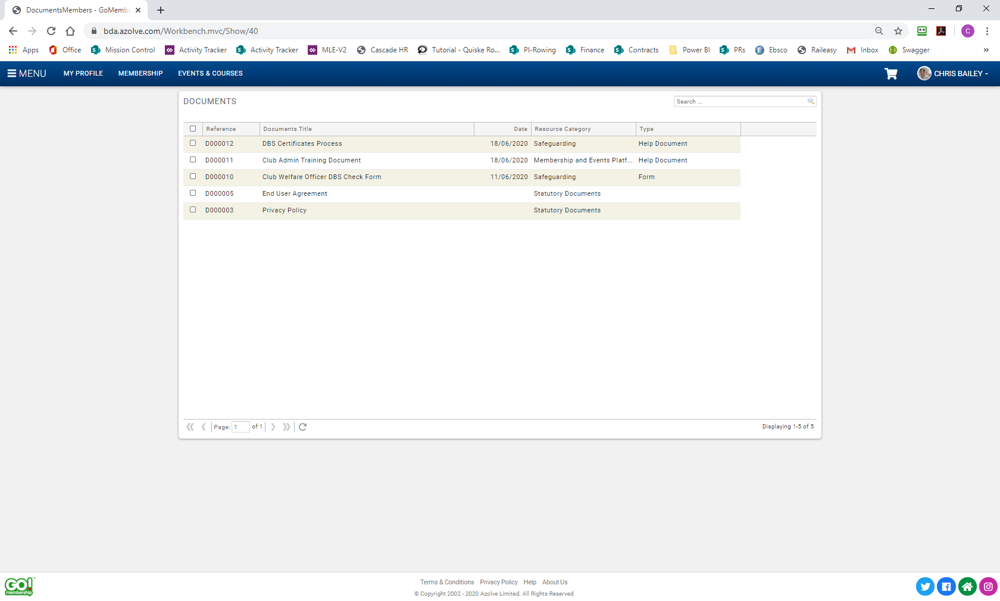 DocumentsMembers - GoMemb
bda.azolve.com/Workbench.mvc/Show/40
C
Apps Office Mission Control Activity Tracker Activity Tracker MLE-V2 Cascade HR Tutorial - Quiske Ro... PI-Rowing Finance Contracts Power BI PRs Ebsco Raileasy Inbox Swagger »
MENU MY PROFILE MEMBERSHIP EVENTS & COURSES CHRIS BAILEY
DOCUMENTS Search ...
Reference Documents Title Date Resource Category Type
D000012 DBS Certificates Process 18/06/2020 Safeguarding Help Document
D000011 Club Admin Training Document 18/06/2020 Membership and Events Platf... Help Document
D000010 Club Welfare Officer DBS Check Form 11/06/2020 Safeguarding Form
D000005 End User Agreement Statutory Documents
D000003 Privacy Policy Statutory Documents
Page: 1 of 1 Displaying 1-5 of 5
GO!
membership
Terms & Conditions Privacy Policy Help About Us
© Copyright 2002 - 2020 Azolve Limited. All Rights Reserved